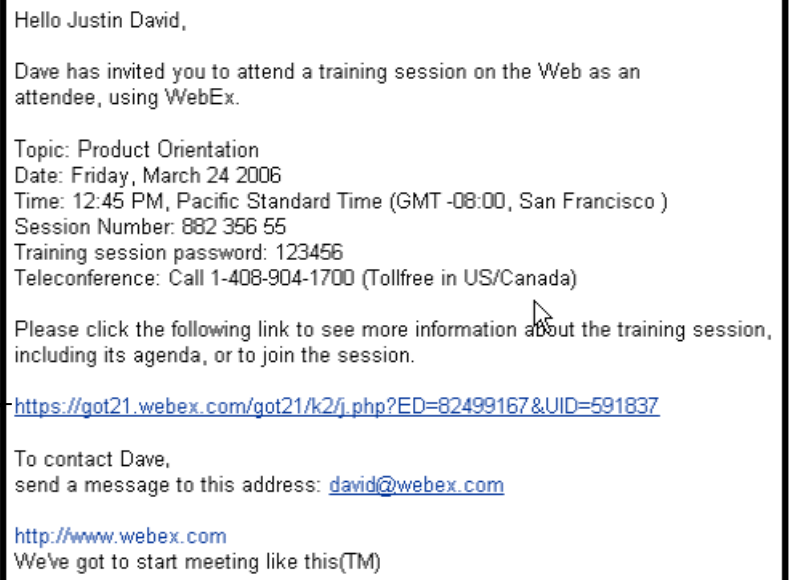 Hello Justin David,
Dave has invited you to attend a training session on the Web as an
attendee, using WebEx.
Topic: Product Orientation
Date: Friday, March 24 2006
Time: 12:45 PM, Pacific Standard Time (GMT -08:00, San Francisco )
Session Number: 882 356 55
Training session password: 123456
Teleconference: Call 1-408-904-1700 (Tollfree in US/Canada)
Please click the following link to see more information about the training session,
including its agenda, or to join the session.
https://got21.webex.com/got21/k2/j.php?ED=82499167&UID=591837
To contact Dave,
send a message to this address: david@webex.com
http://www.webex.com
We've got to start meeting like this(TM)